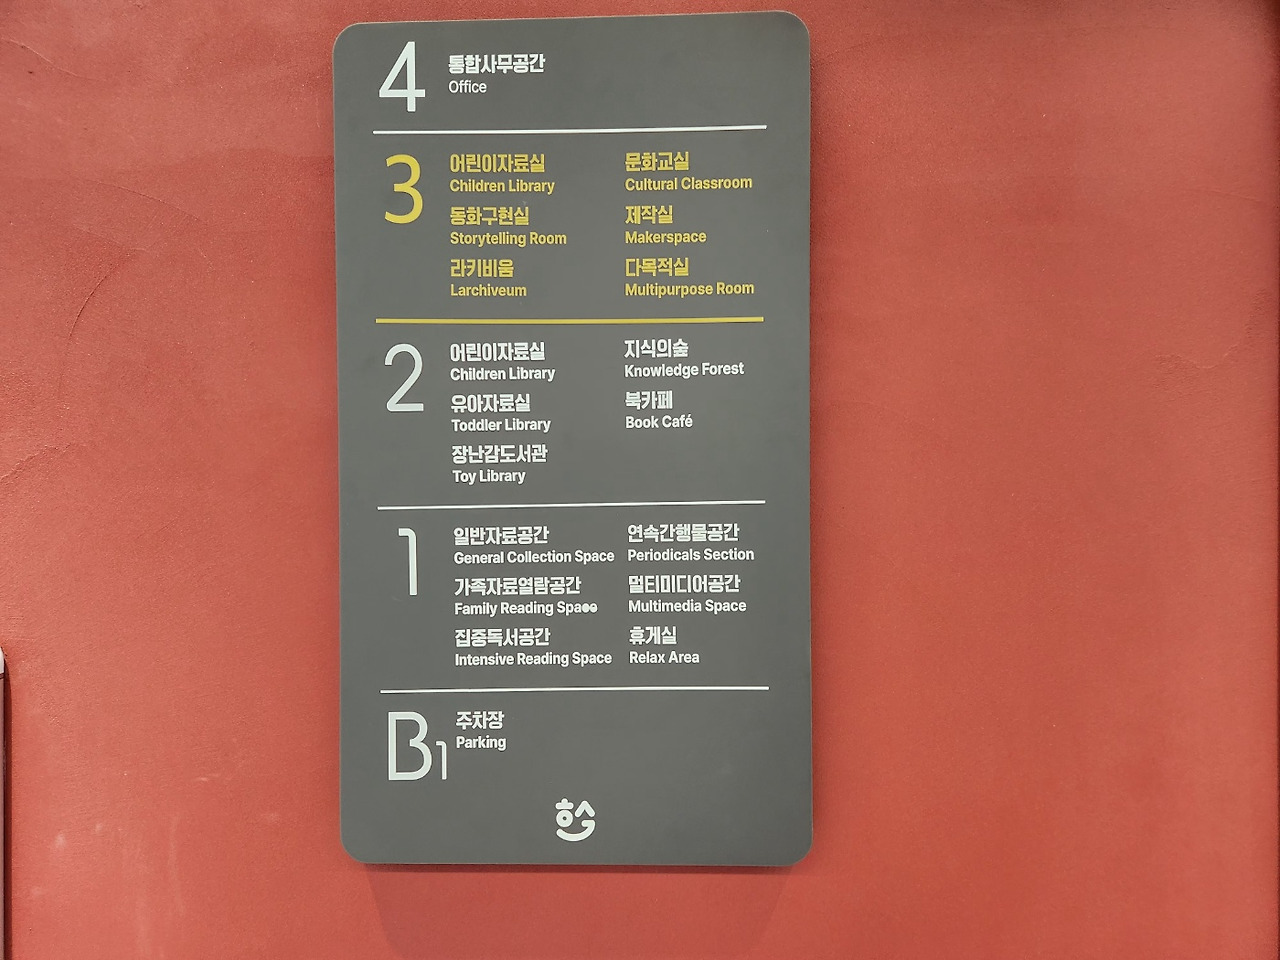 4
통합사무공간
Office
3
어린이자료실
Children Library
동화구현실
Storytelling Room
라키비움
Larchiveum
문화교실
Cultural Classroom
제작실
Makerspace
다목적실
Multipurpose Room
2
어린이자료실
Children Library
유아자료실
Toddler Library
장난감도서관
Toy Library
지식의숲
Knowledge Forest
북카페
Book Café
1
일반자료공간
General Collection Space
가족자료열람공간
Family Reading Space
집중독서공간
Intensive Reading Space
연속간행물공간
Periodicals Section
멀티미디어공간
Multimedia Space
휴게실
Relax Area
B1
주차장
Parking